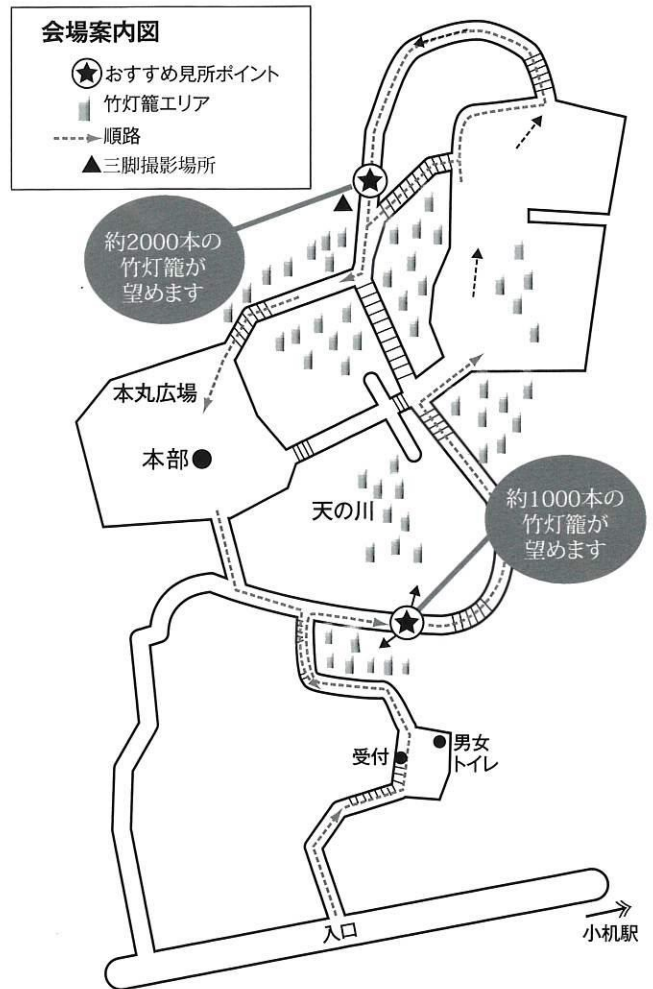 会場案内図
おすすめ見所ポイント
竹灯籠エリア
順路
三脚撮影場所
約2000本の
竹灯籠が
望めます
本丸広場
本部
天の川
約1000本の
竹灯籠が
望めます
受付
男女
トイレ
入口
小机駅